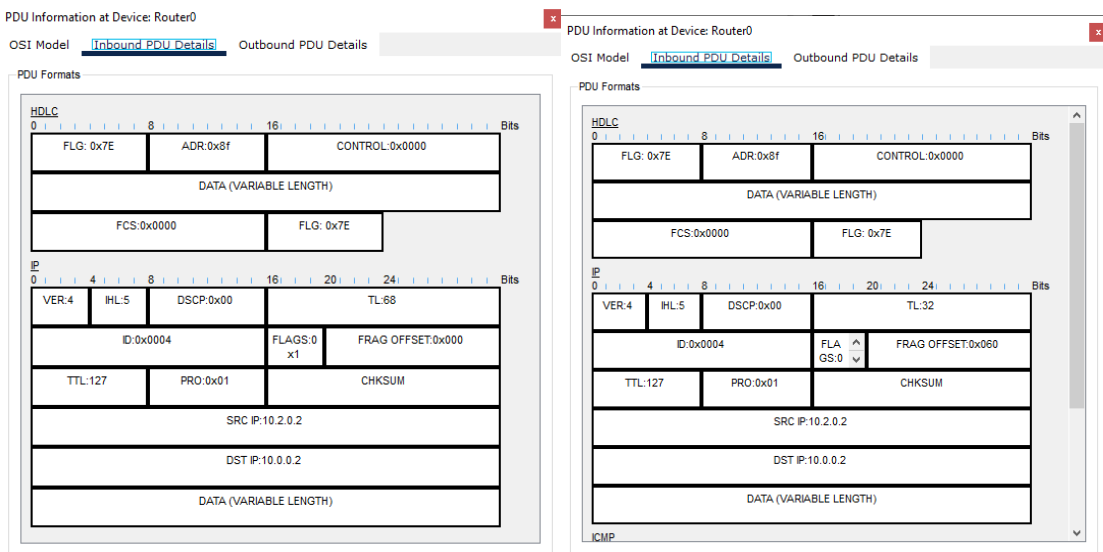 PDU Information at Device: Router0
x
OSI Model Inbound PDU Details Outbound PDU Details
PDU Formats
HDLC
0 8 16 Bits
FLG: 0x7E ADR:0x8f CONTROL:0x0000
DATA (VARIABLE LENGTH)
FCS:0x0000 FLG: 0x7E
IP
0 4 8 16 20 24 Bits
VER:4 IHL:5 DSCP:0x00 TL:68
ID:0x0004 FLAGS:0 FRAG OFFSET:0x000
x1
TTL:127 PRO:0x01 CHKSUM
SRC IP:10.2.0.2
DST IP:10.0.0.2
DATA (VARIABLE LENGTH)
PDU Information at Device: Router0
x
OSI Model Inbound PDU Details Outbound PDU Details
PDU Formats
HDLC
0 8 16 Bits
FLG: 0x7E ADR:0x8f CONTROL:0x0000
DATA (VARIABLE LENGTH)
FCS:0x0000 FLG: 0x7E
IP
0 4 8 16 20 24 Bits
VER:4 IHL:5 DSCP:0x00 TL:32
ID:0x0004 FLA FRAG OFFSET:0x060
GS:0
TTL:127 PRO:0x01 CHKSUM
SRC IP:10.2.0.2
DST IP:10.0.0.2
DATA (VARIABLE LENGTH)
ICMP